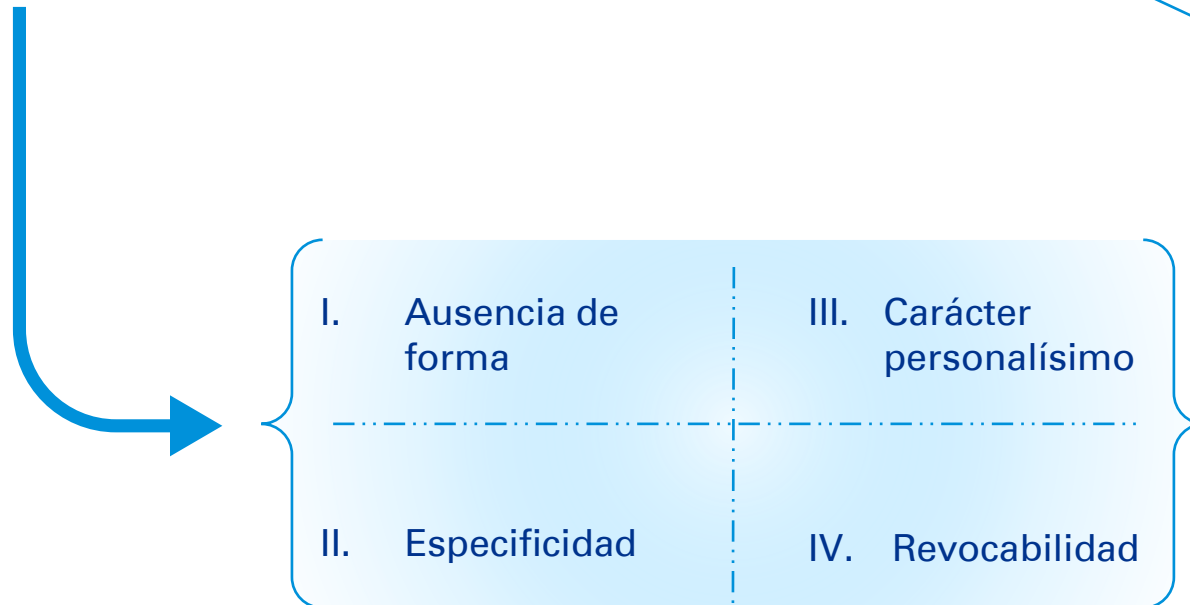 I. Ausencia de
forma
II. Especificidad
III. Carácter
personalísimo
IV. Revocabilidad